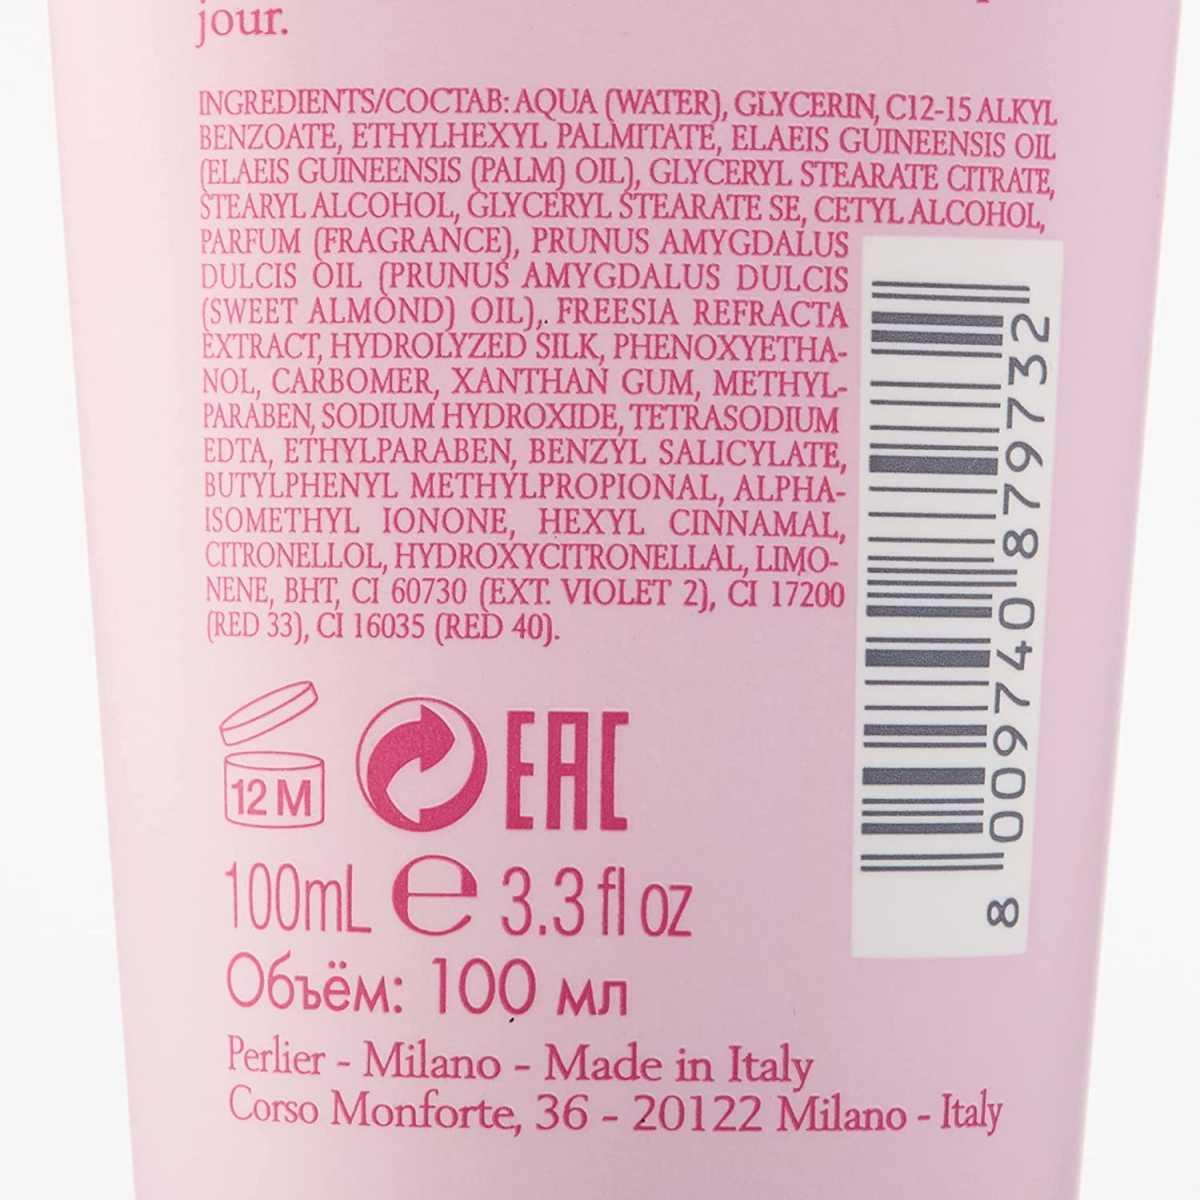 jour.
INGREDIENTS/СОСТАВ: AQUA (WATER), GLYCERIN, C12-15 ALKYL
BENZOATE, ETHYLHEXYL PALMITATE, ELAEIS GUINEENSIS OIL
(ELAEIS GUINEENSIS (PALM) OIL), GLYCERYL STEARATE CITRATE,
STEARYL ALCOHOL, GLYCERYL STEARATE SE, CETYL ALCOHOL,
PARFUM (FRAGRANCE), PRUNUS AMYGDALUS
DULCIS OIL (PRUNUS AMYGDALUS DULCIS
(SWEET ALMOND) OIL),. FREESIA REFRACTA
EXTRACT, HYDROLYZED SILK, PHENOXYETHA-
NOL, CARBOMER, XANTHAN GUM, METHYL-
PARABEN, SODIUM HYDROXIDE, TETRASODIUM
EDTA, ETHYLPARABEN, BENZYL SALICYLATE,
BUTYLPHENYL METHYLPROPIONAL, ALPHA-
ISOMETHYL IONONE, HEXYL CINNAMAL,
CITRONELLOL, HYDROXYCITRONELLAL, LIMO-
NENE, BHT, CI 60730 (EXT. VIOLET 2), CI 17200
(RED 33), CI 16035 (RED 40).
8 009740 879732
12 M
EAC
100mL e 3.3 fl oz
Объём: 100 мл
Perlier - Milano - Made in Italy
Corso Monforte, 36 - 20122 Milano - Italy